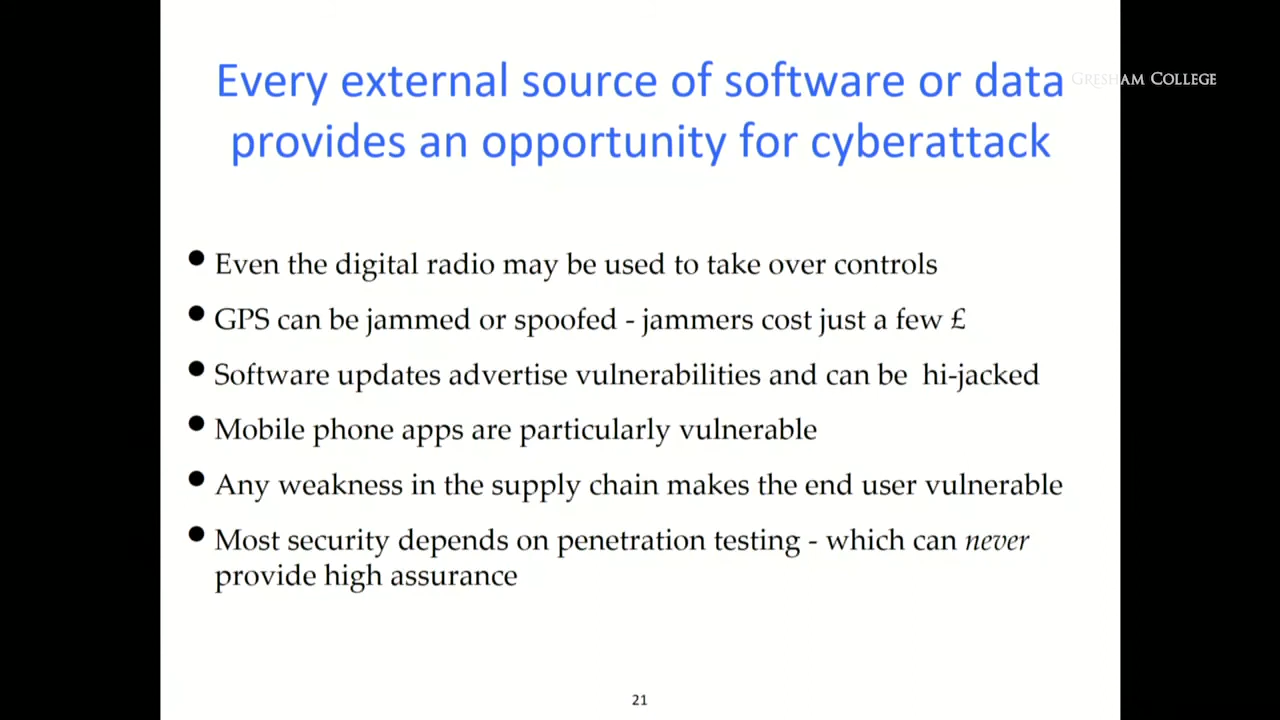 Every external source of software or data
GRESHAM COLLEGE
provides an opportunity for cyberattack
● Even the digital radio may be used to take over controls
● GPS can be jammed or spoofed - jammers cost just a few £
● Software updates advertise vulnerabilities and can be  hi-jacked
● Mobile phone apps are particularly vulnerable
● Any weakness in the supply chain makes the end user vulnerable
● Most security depends on penetration testing - which can never
provide high assurance
21